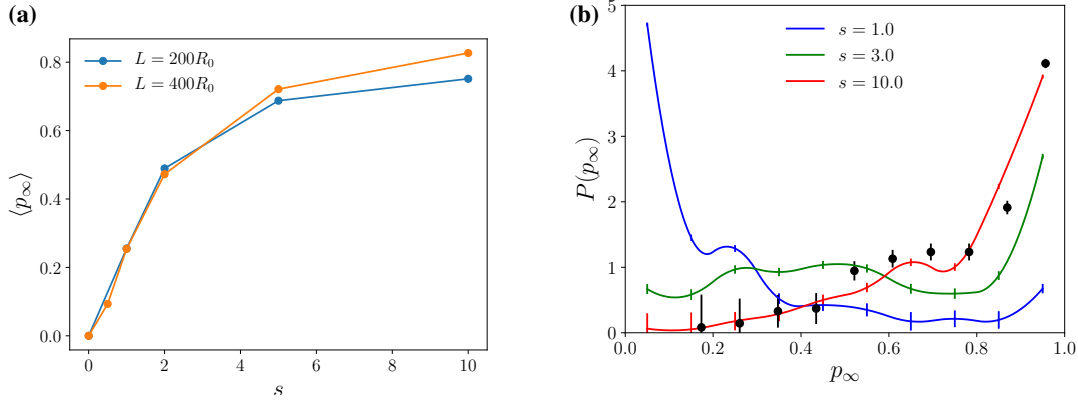 (a)
L = 200R₀
L = 400R₀
0.8
0.6
0.4
0.2
0.0
⟨p∞⟩
0
2
4
6
8
10
s
(b)
s = 1.0
s = 3.0
s = 10.0
5
4
3
2
1
0
P(p∞)
0.0
0.2
0.4
0.6
0.8
1.0
p∞